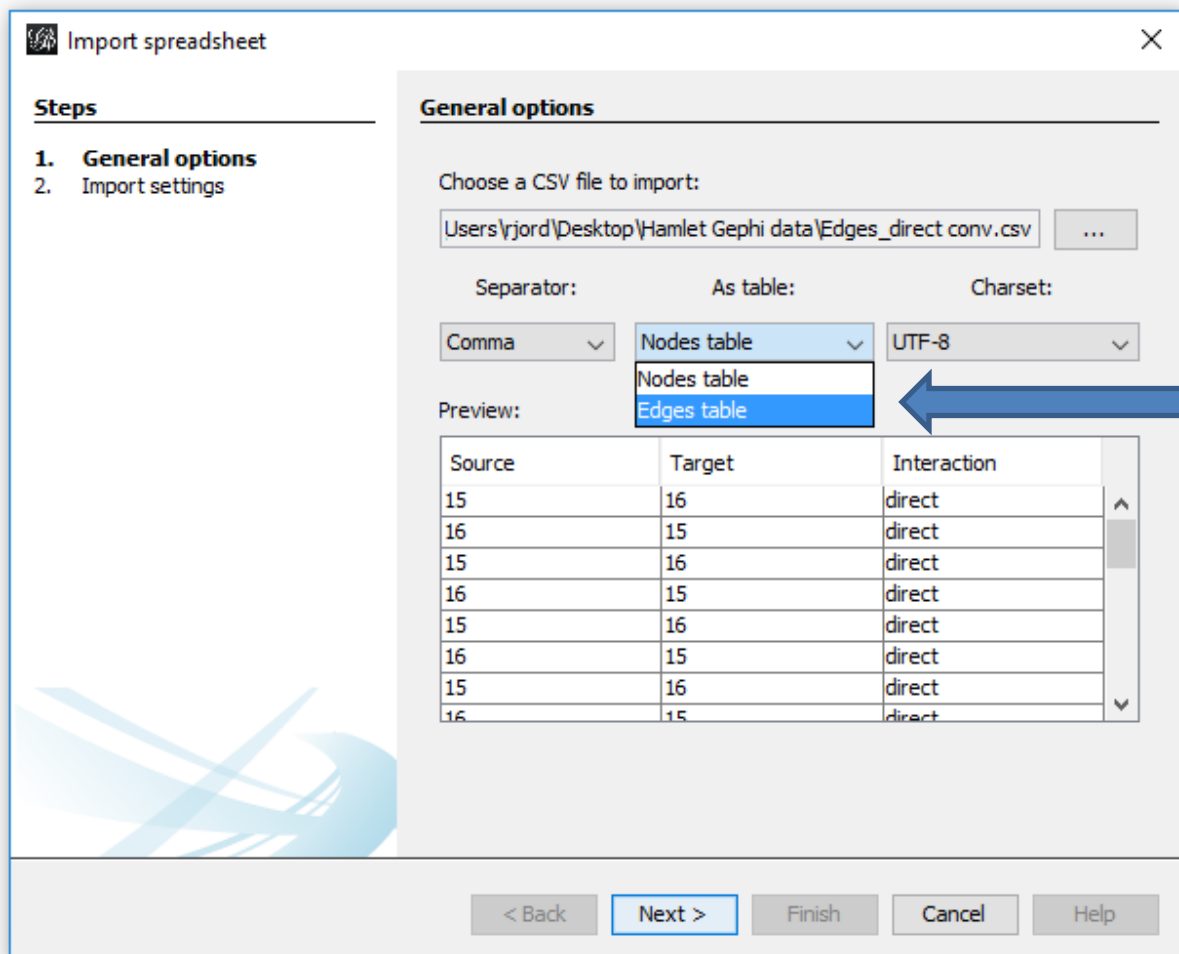 Import spreadsheet
Steps
1. General options
2. Import settings
General options
Choose a CSV file to import:
Users\rjord\Desktop\Hamlet Gephi data\Edges_direct conv.csv ...
Separator: As table: Charset:
Comma Nodes table UTF-8
Nodes table
Edges table
Preview:
Source Target Interaction
15 16 direct
16 15 direct
15 16 direct
16 15 direct
15 16 direct
16 15 direct
15 16 direct
16 15 direct
< Back Next > Finish Cancel Help